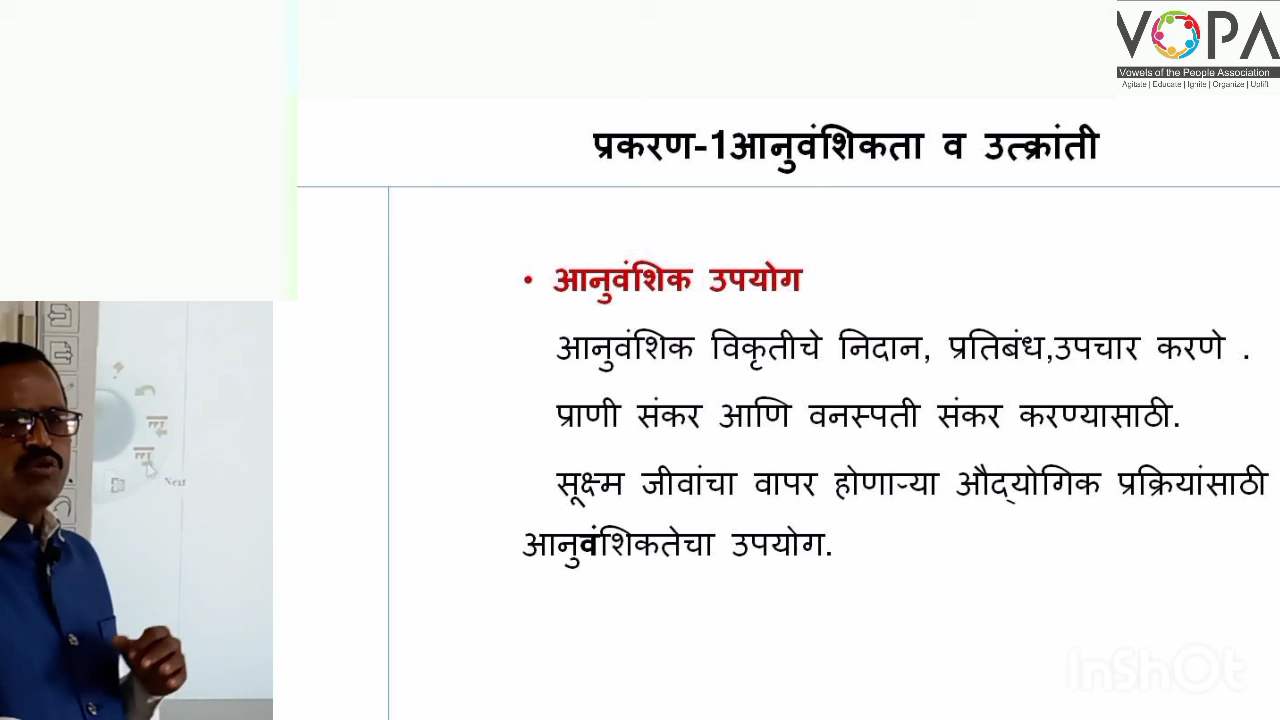 VOPA
Vowels of the People Association
Agitate | Educate | Ignite | Organize | Uplift
प्रकरण-1आनुवंशिकता व उत्क्रांती
• आनुवंशिक उपयोग
आनुवंशिक विकृतीचे निदान, प्रतिबंध,उपचार करणे .
प्राणी संकर आणि वनस्पती संकर करण्यासाठी.
सूक्ष्म जीवांचा वापर होणाऱ्या औद्योगिक प्रक्रियांसाठी
आनुवंशिकतेचा उपयोग.
Next
InShOt